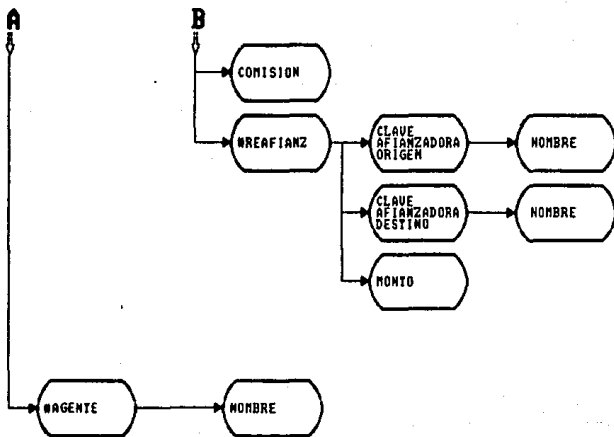 A B
COMISION
#REAFIANZ
CLAVE
AFIANZADORA
ORIGEN
NOMBRE
CLAVE
AFIANZADORA
DESTINO
NOMBRE
MONTO
#AGENTE
NOMBRE